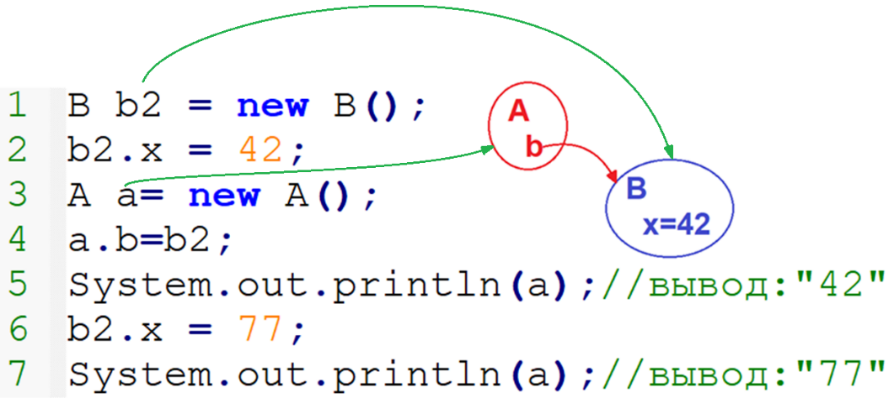 1 B b2 = new B();
2 b2.x = 42;
3 A a= new A();
4 a.b=b2;
5 System.out.println(a);//вывод:"42"
6 b2.x = 77;
7 System.out.println(a);//вывод:"77"
A
b
B
x=42